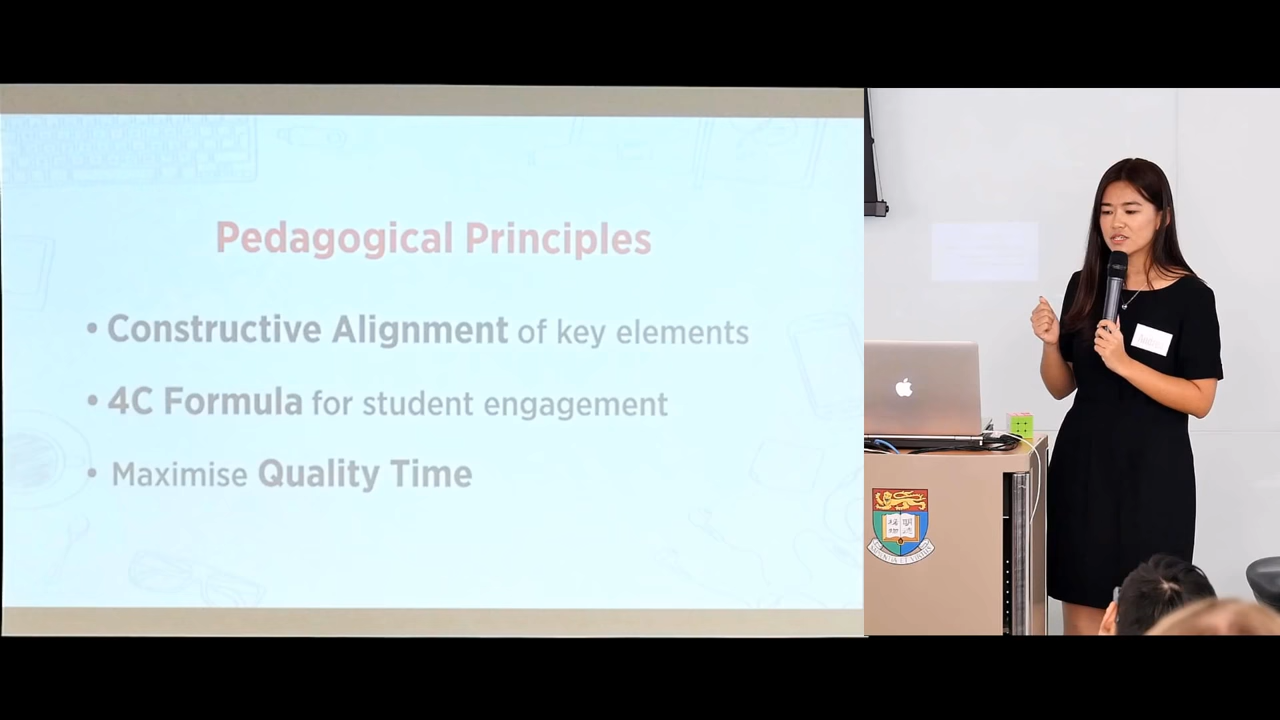 Pedagogical Principles
• Constructive Alignment of key elements
• 4C Formula for student engagement
• Maximise Quality Time